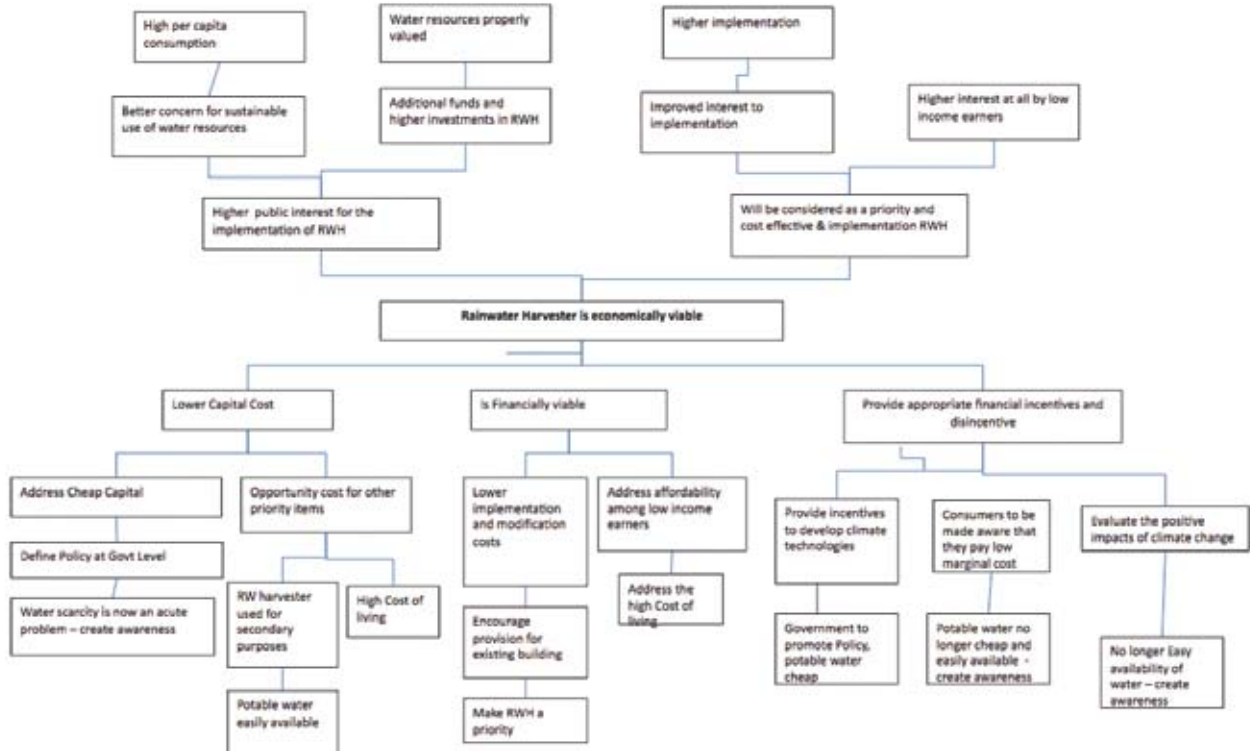 High per capita
consumption
Water resources properly
valued
Higher implementation
Better concern for sustainable
use of water resources
Additional funds and
higher investments in RWH
Improved interest to
implementation
Higher interest at all by low
income earners
Higher public interest for the
implementation of RWH
Will be considered as a priority and
cost effective & implementation RWH
Rainwater Harvester is economically viable
Lower Capital Cost
Is Financially viable
Provide appropriate financial incentives and
disincentive
Address Cheap Capital
Opportunity cost for other
priority items
Lower
implementation
and modification
costs
Address affordability
among low income
earners
Provide incentives
to develop climate
technologies
Consumers to be
made aware that
they pay low
marginal cost
Evaluate the positive
impacts of climate change
Define Policy at Govt Level
Water scarcity is now an acute
problem – create awareness
RW harvester
used for
secondary
purposes
High Cost of
living
Encourage
provision for
existing building
Address the
high Cost of
living
Government to
promote Policy,
potable water
cheap
Potable water no
longer cheap and
easily available -
create awareness
No longer Easy
availability of
water – create
awareness
Potable water
easily available
Make RWH a
priority